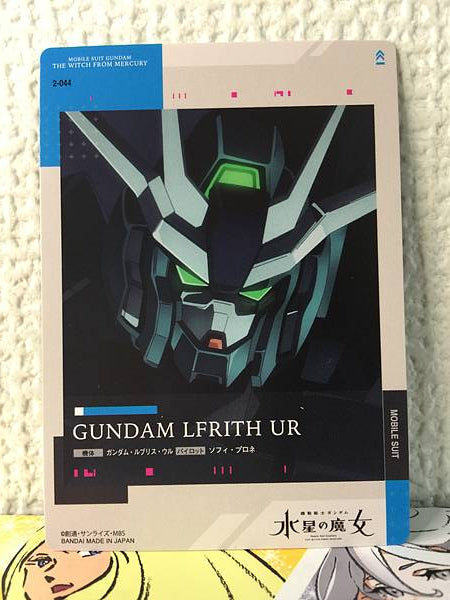 MOBILE SUIT GUNDAM
THE WITCH FROM MERCURY
2-044
GUNDAM LFRITH UR
機体 ガンダム・ルブリス・ウル パイロット ソフィ・プロネ
MOBILE SUIT
機動戦士ガンダム
水星の魔女
©創通・サンライズ・MBS
BANDAI MADE IN JAPAN